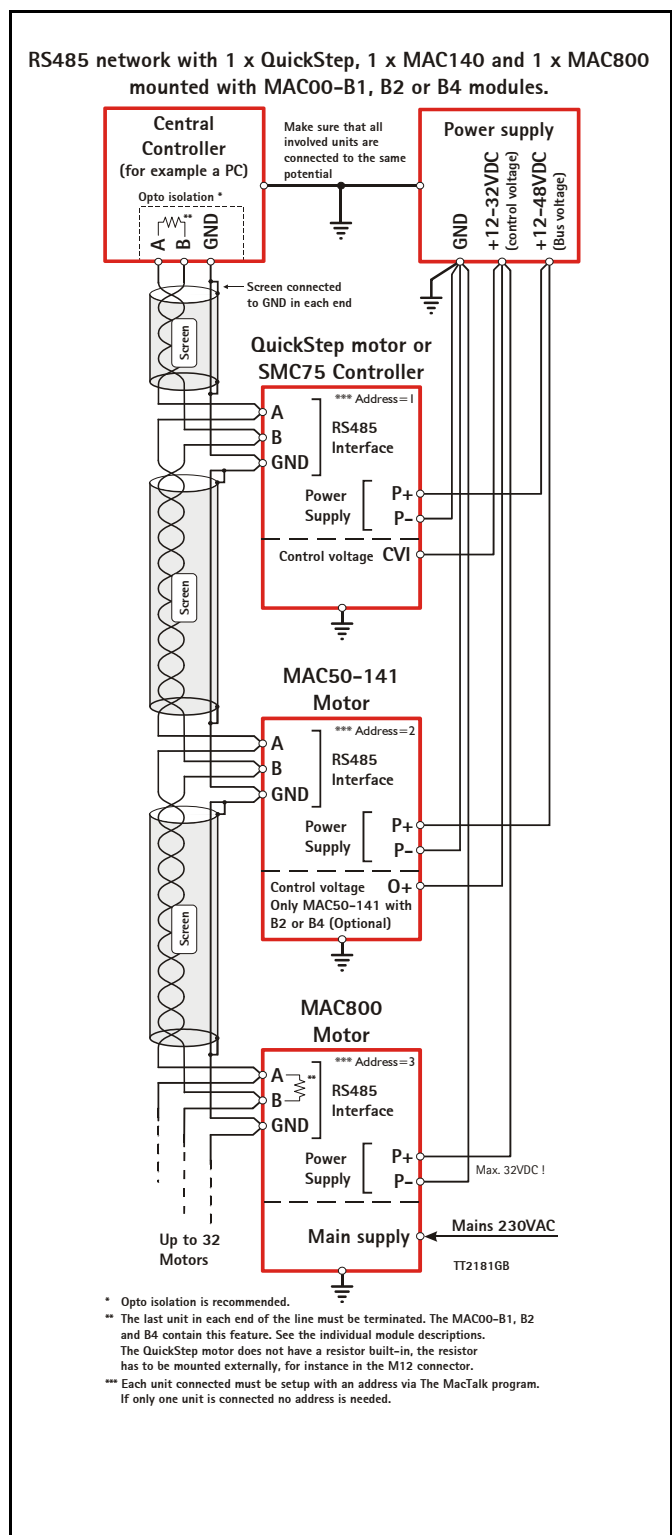 RS485 network with 1 x QuickStep, 1 x MAC140 and 1 x MAC800
mounted with MAC00-B1, B2 or B4 modules.
Central
Controller
(for example a PC)
Opto isolation *
**
A
B
GND
Make sure that all
involved units are
connected to the same
potential
Power supply
GND
+12-32VDC
(control voltage)
+12-48VDC
(Bus voltage)
Screen connected
to GND in each end
Screen
QuickStep motor or
SMC75 Controller
*** Address=1
A
B
GND
RS485
Interface
Power
Supply
P+
P-
Control voltage CVI
Screen
MAC50-141
Motor
*** Address=2
A
B
GND
RS485
Interface
Power
Supply
P+
P-
Control voltage O+
Only MAC50-141 with
B2 or B4 (Optional)
Screen
MAC800
Motor
*** Address=3
A
**
B
GND
RS485
Interface
Power
Supply
P+
P-
Max. 32VDC !
Main supply
Mains 230VAC
Up to 32
Motors
TT2181GB
* Opto isolation is recommended.
** The last unit in each end of the line must be terminated. The MAC00-B1, B2
and B4 contain this feature. See the individual module descriptions.
The QuickStep motor does not have a resistor built-in, the resistor
has to be mounted externally, for instance in the M12 connector.
*** Each unit connected must be setup with an address via The MacTalk program.
If only one unit is connected no address is needed.